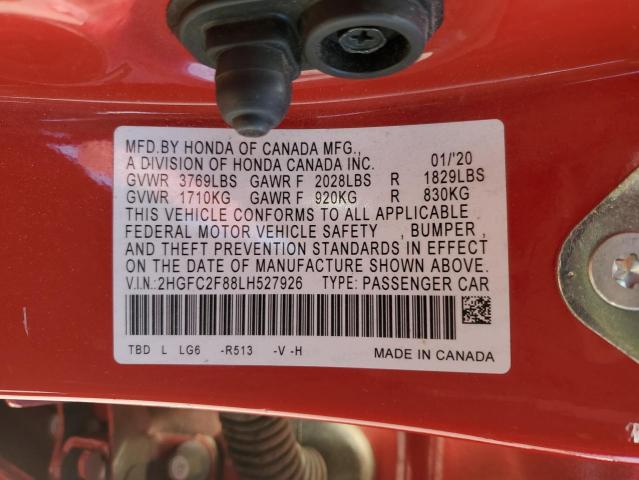 MFD.BY HONDA OF CANADA MFG.,
A DIVISION OF HONDA CANADA INC. 01/'20
GVWR 3769LBS GAWR F 2028LBS R 1829LBS
GVWR 1710KG GAWR F 920KG R 830KG
THIS VEHICLE CONFORMS TO ALL APPLICABLE
FEDERAL MOTOR VEHICLE SAFETY , BUMPER ,
AND THEFT PREVENTION STANDARDS IN EFFECT
ON THE DATE OF MANUFACTURE SHOWN ABOVE.
V.I.N.:2HGFC2F88LH527926 TYPE: PASSENGER CAR
TBD L LG6 -R513 -V -H MADE IN CANADA